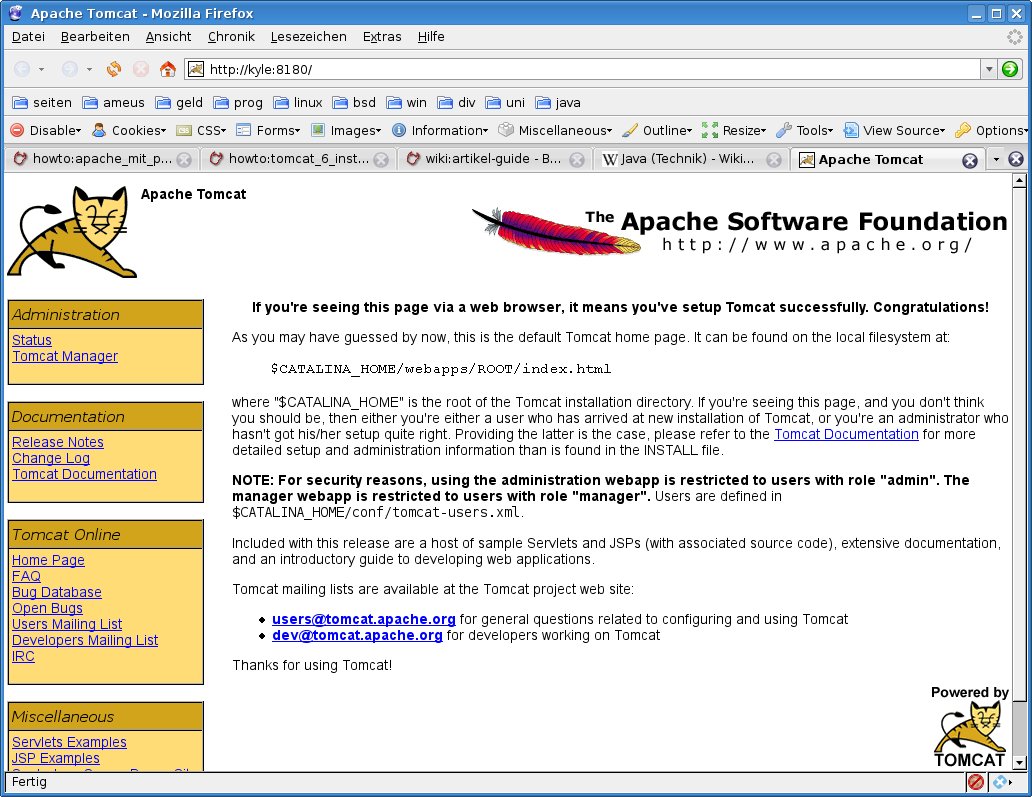 Apache Tomcat - Mozilla Firefox
Datei Bearbeiten Ansicht Chronik Lesezeichen Extras Hilfe
http://kyle:8180/
seiten ameus geld prog linux bsd win div uni java
Disable Cookies CSS Forms Images Information Miscellaneous Outline Resize Tools View Source Options
howto:apache_mit_p... howto:tomcat_6_inst... wiki:artikel-guide - B... Java (Technik) - Wiki... Apache Tomcat
Apache Tomcat
The Apache Software Foundation
http://www.apache.org/
Administration
Status
Tomcat Manager
Documentation
Release Notes
Change Log
Tomcat Documentation
Tomcat Online
Home Page
FAQ
Bug Database
Open Bugs
Users Mailing List
Developers Mailing List
IRC
Miscellaneous
Servlets Examples
JSP Examples
If you're seeing this page via a web browser, it means you've setup Tomcat successfully. Congratulations!
As you may have guessed by now, this is the default Tomcat home page. It can be found on the local filesystem at:
$CATALINA_HOME/webapps/ROOT/index.html
where "$CATALINA_HOME" is the root of the Tomcat installation directory. If you're seeing this page, and you don't think
you should be, then either you're either a user who has arrived at new installation of Tomcat, or you're an administrator who
hasn't got his/her setup quite right. Providing the latter is the case, please refer to the Tomcat Documentation for more
detailed setup and administration information than is found in the INSTALL file.
NOTE: For security reasons, using the administration webapp is restricted to users with role "admin". The
manager webapp is restricted to users with role "manager". Users are defined in
$CATALINA_HOME/conf/tomcat-users.xml.
Included with this release are a host of sample Servlets and JSPs (with associated source code), extensive documentation,
and an introductory guide to developing web applications.
Tomcat mailing lists are available at the Tomcat project web site:
users@tomcat.apache.org for general questions related to configuring and using Tomcat
dev@tomcat.apache.org for developers working on Tomcat
Thanks for using Tomcat!
Powered by
TOMCAT
Fertig